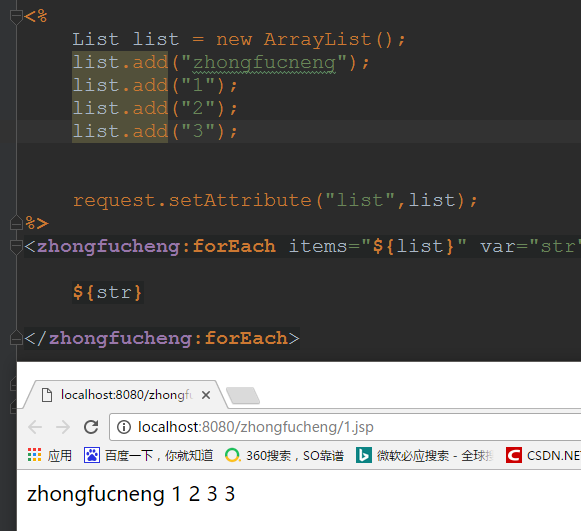 <%
List list = new ArrayList();
list.add("zhongfucneng");
list.add("1");
list.add("2");
list.add("3");
request.setAttribute("list",list);
%>
<zhongfucheng:forEach items="${list}" var="str"
${str}
</zhongfucheng:forEach>
localhost:8080/zhongfu
localhost:8080/zhongfucheng/1.jsp
应用 百度一下，你就知道 360搜索，SO靠谱 微软必应搜索 - 全球搜 CSDN.NE
zhongfucneng 1 2 3 3